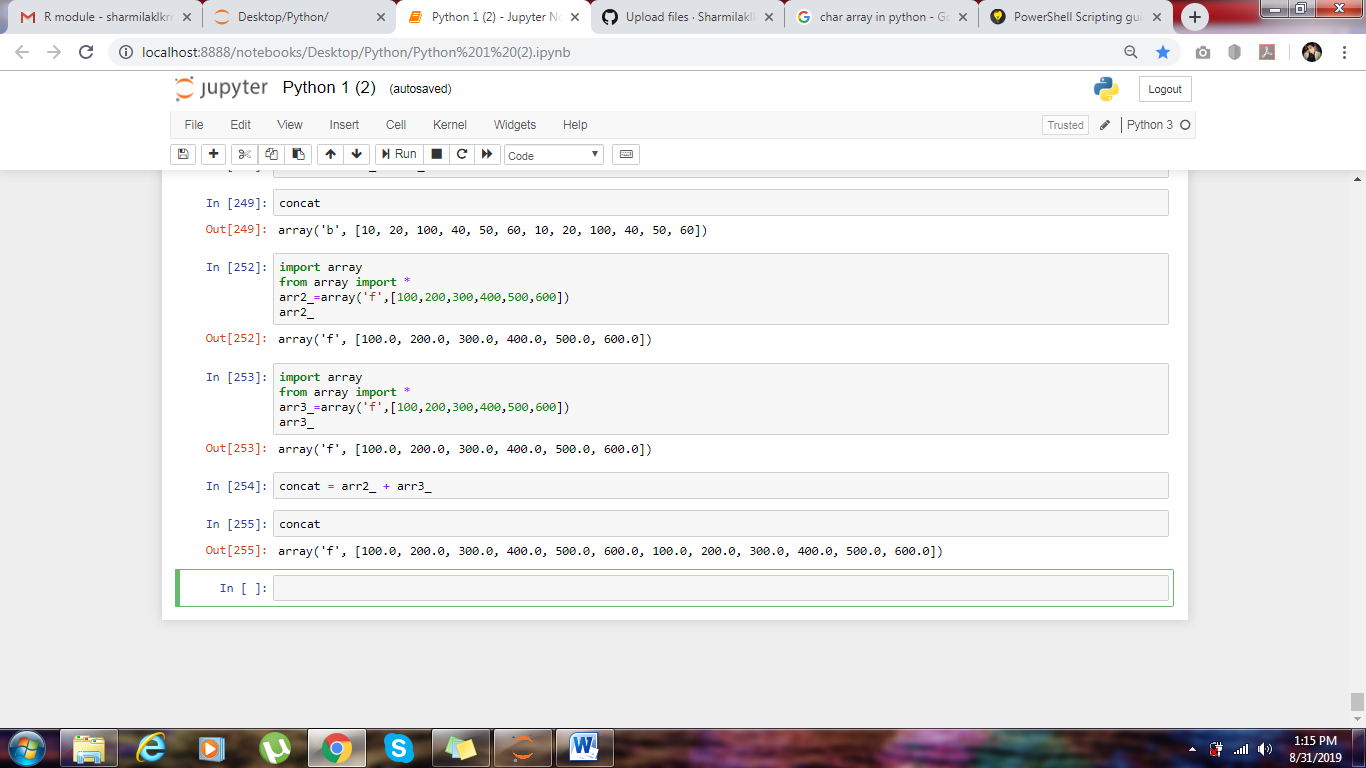 R module - sharmilaklkrn
Desktop/Python/
Python 1 (2) - Jupyter No
Upload files · Sharmilaklk
char array in python - Go
PowerShell Scripting gui
localhost:8888/notebooks/Desktop/Python/Python%201%20(2).ipynb
jupyter Python 1 (2) (autosaved)
Logout
File Edit View Insert Cell Kernel Widgets Help
Trusted
Python 3
Run
Code
In [249]: concat
Out[249]: array('b', [10, 20, 100, 40, 50, 60, 10, 20, 100, 40, 50, 60])
In [252]: import array
from array import *
arr2_=array('f',[100,200,300,400,500,600])
arr2_
Out[252]: array('f', [100.0, 200.0, 300.0, 400.0, 500.0, 600.0])
In [253]: import array
from array import *
arr3_=array('f',[100,200,300,400,500,600])
arr3_
Out[253]: array('f', [100.0, 200.0, 300.0, 400.0, 500.0, 600.0])
In [254]: concat = arr2_ + arr3_
In [255]: concat
Out[255]: array('f', [100.0, 200.0, 300.0, 400.0, 500.0, 600.0, 100.0, 200.0, 300.0, 400.0, 500.0, 600.0])
In [ ]:
1:15 PM
8/31/2019